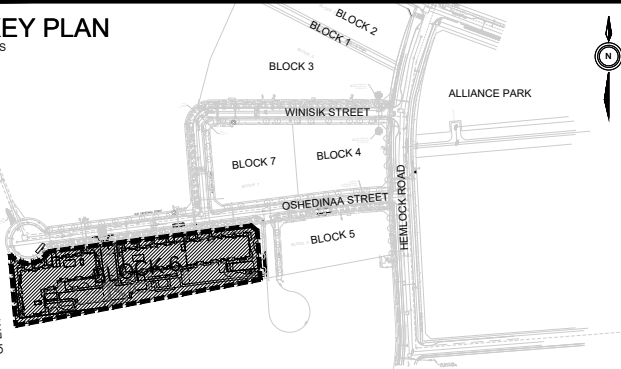 KEY PLAN
BLOCK 2
BLOCK 1
BLOCK 3
N
ALLIANCE PARK
WINISIK STREET
BLOCK 7
BLOCK 4
HEMLOCK ROAD
OSHEDINAA STREET
BLOCK 5
BLOCK 6